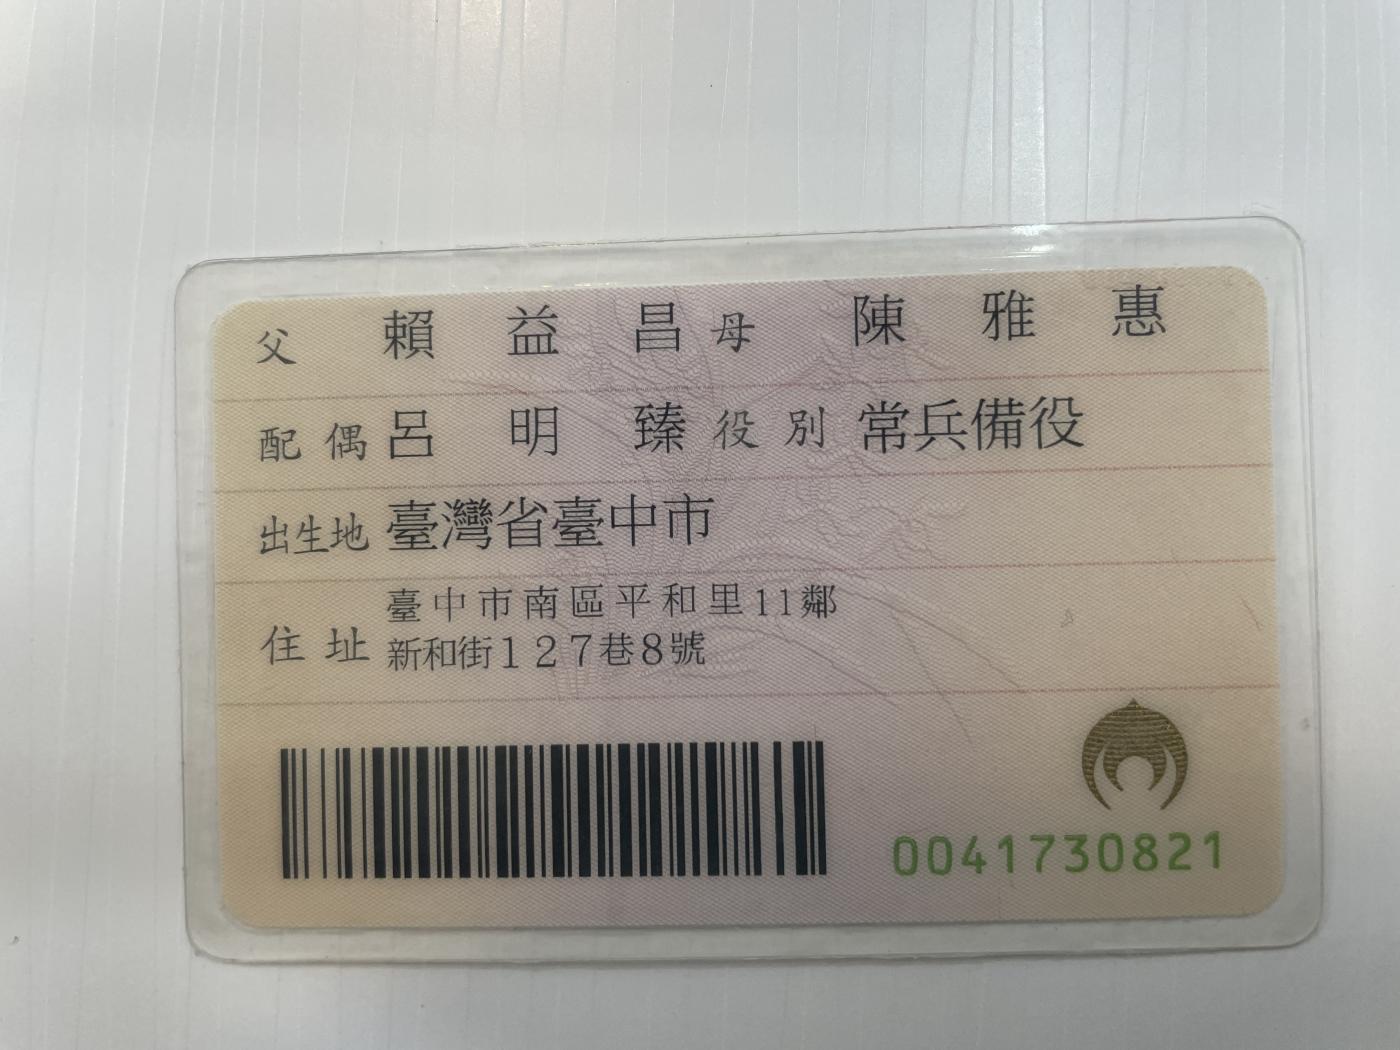 父 賴益昌 母 陳雅惠
配偶 呂明臻 役別 常兵備役
出生地 臺灣省臺中市
住址 臺中市南區平和里11鄰
新和街127巷8號
0041730821